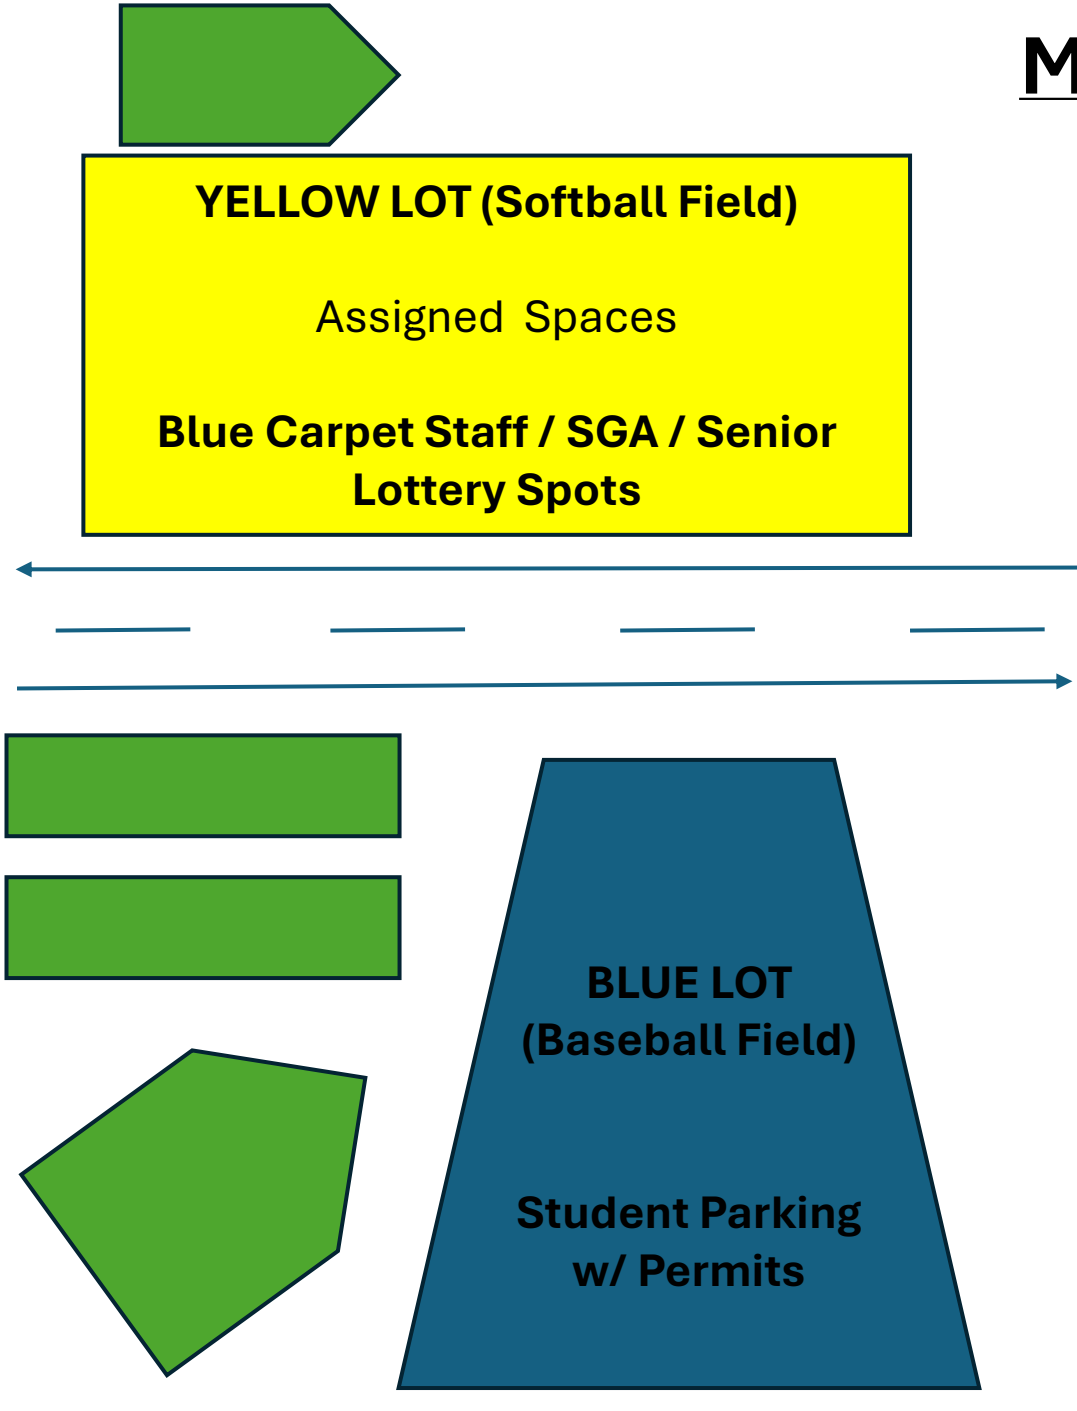 M
YELLOW LOT (Softball Field)
Assigned Spaces
Blue Carpet Staff / SGA / Senior
Lottery Spots
BLUE LOT
(Baseball Field)
Student Parking
w/ Permits